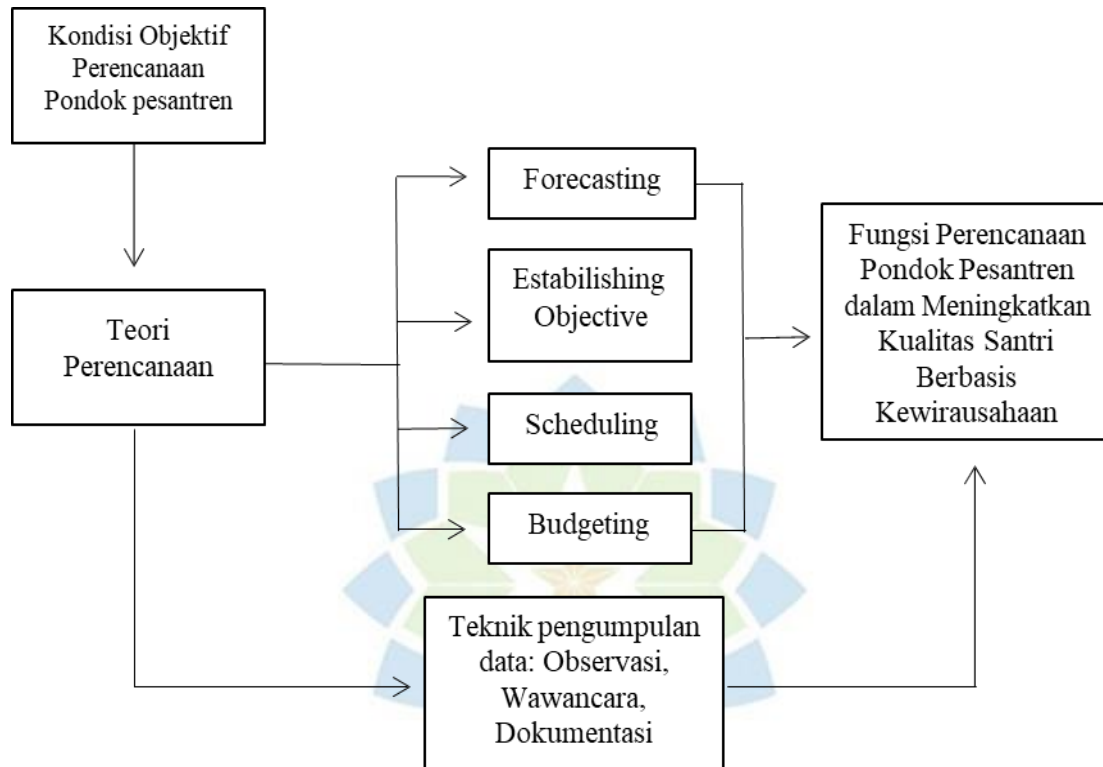 Kondisi Objektif
Perencanaan
Pondok pesantren
Teori
Perencanaan
Forecasting
Estabilishing
Objective
Scheduling
Budgeting
Teknik pengumpulan
data: Observasi,
Wawancara,
Dokumentasi
Fungsi Perencanaan
Pondok Pesantren
dalam Meningkatkan
Kualitas Santri
Berbasis
Kewirausahaan